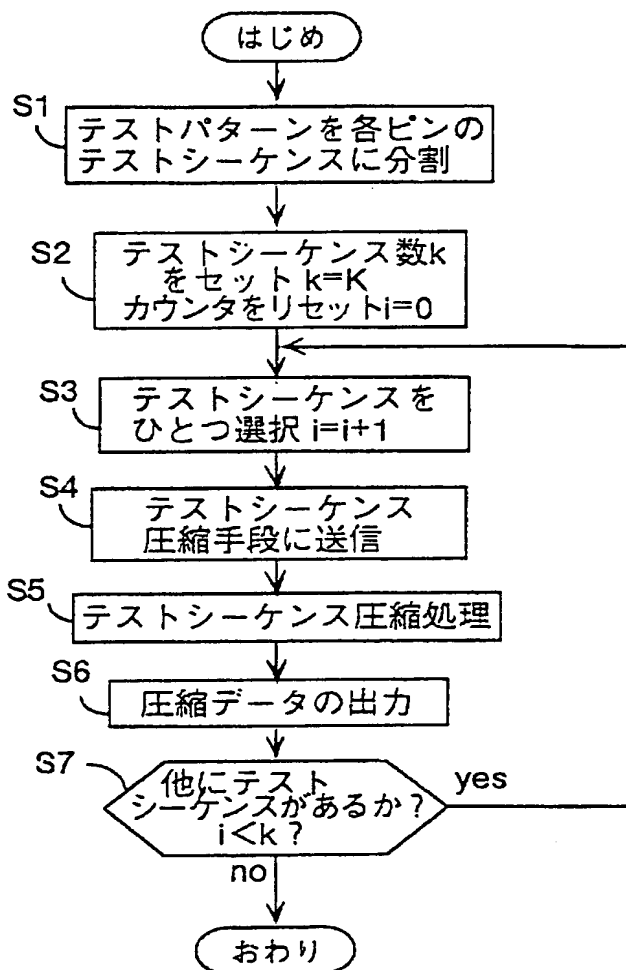 はじめ
S1
テストパターンを各ピンの
テストシーケンスに分割
S2
テストシーケンス数k
をセット k=K
カウンタをリセットi=0
S3
テストシーケンスを
ひとつ選択 i=i+1
S4
テストシーケンス
圧縮手段に送信
S5
テストシーケンス圧縮処理
S6
圧縮データの出力
S7
他にテスト
シーケンスがあるか?
i<k?
yes
no
おわり